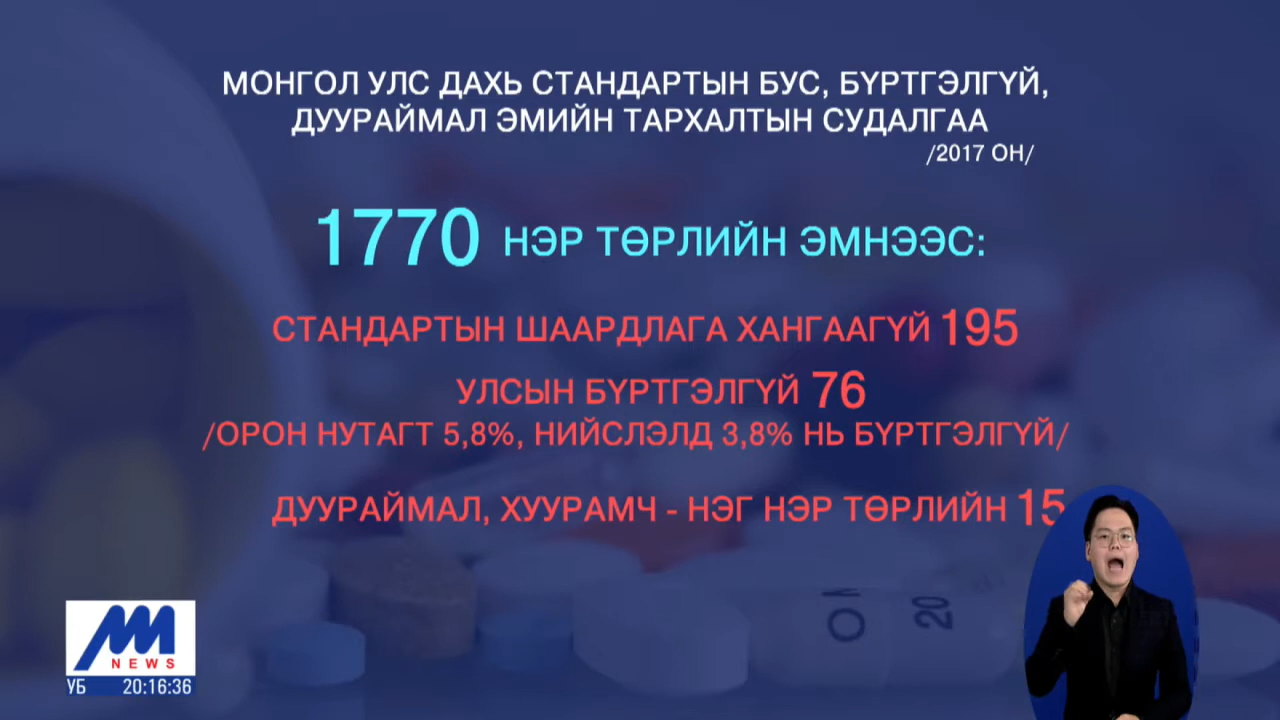 МОНГОЛ УЛС ДАХЬ СТАНДАРТЫН БУС, БҮРТГЭЛГҮЙ,
ДУУРАЙМАЛ ЭМИЙН ТАРХАЛТЫН СУДАЛГАА
/2017 ОН/
1770 НЭР ТӨРЛИЙН ЭМНЭЭС:
СТАНДАРТЫН ШААРДЛАГА ХАНГААГҮЙ 195
УЛСЫН БҮРТГЭЛГҮЙ 76
/ОРОН НУТАГТ 5,8%, НИЙСЛЭЛД 3,8% НЬ БҮРТГЭЛГҮЙ/
ДУУРАЙМАЛ, ХУУРАМЧ - НЭГ НЭР ТӨРЛИЙН 15
20
M NEWS
УБ 20:16:36